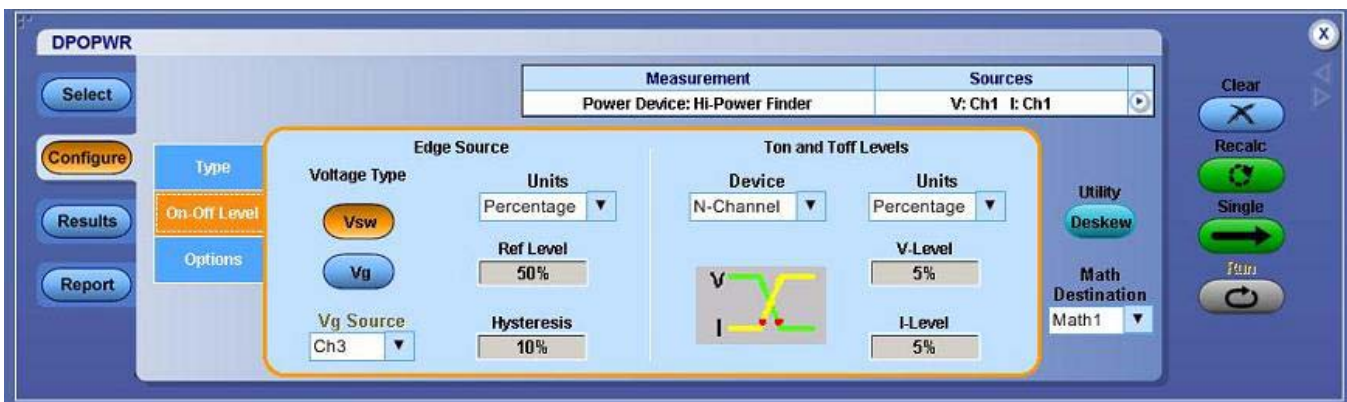 DPOPWR
X
Select
Configure
Results
Report
Measurement Sources
Power Device: Hi-Power Finder V: Ch1 I: Ch1
Type
On-Off Level
Options
Edge Source
Voltage Type
Vsw
Vg
Vg Source
Ch3
Units
Percentage
Ref Level
50%
Hysteresis
10%
Ton and Toff Levels
Device
N-Channel
V
I
Units
Percentage
V-Level
5%
I-Level
5%
Utility
Deskew
Math
Destination
Math1
Clear
Recalc
Single
Run